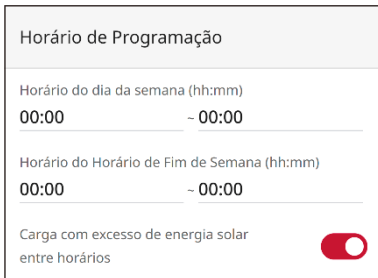 Horário de Programação
Horário do dia da semana (hh:mm)
00:00 ~ 00:00
Horário do Horário de Fim de Semana (hh:mm)
00:00 ~ 00:00
Carga com excesso de energia solar
entre horários